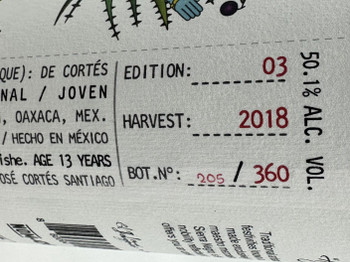 QUE): DE CORTÉS
NAL / JOVEN
, OAXACA, MEX.
/ HECHO EN MÉXICO
ishe. AGE 13 YEARS
OSÉ CORTÉS SANTIAGO
EDITION: 03
HARVEST: 2018
BOT.Nº: 205 / 360
50.1% ALC. VOL.